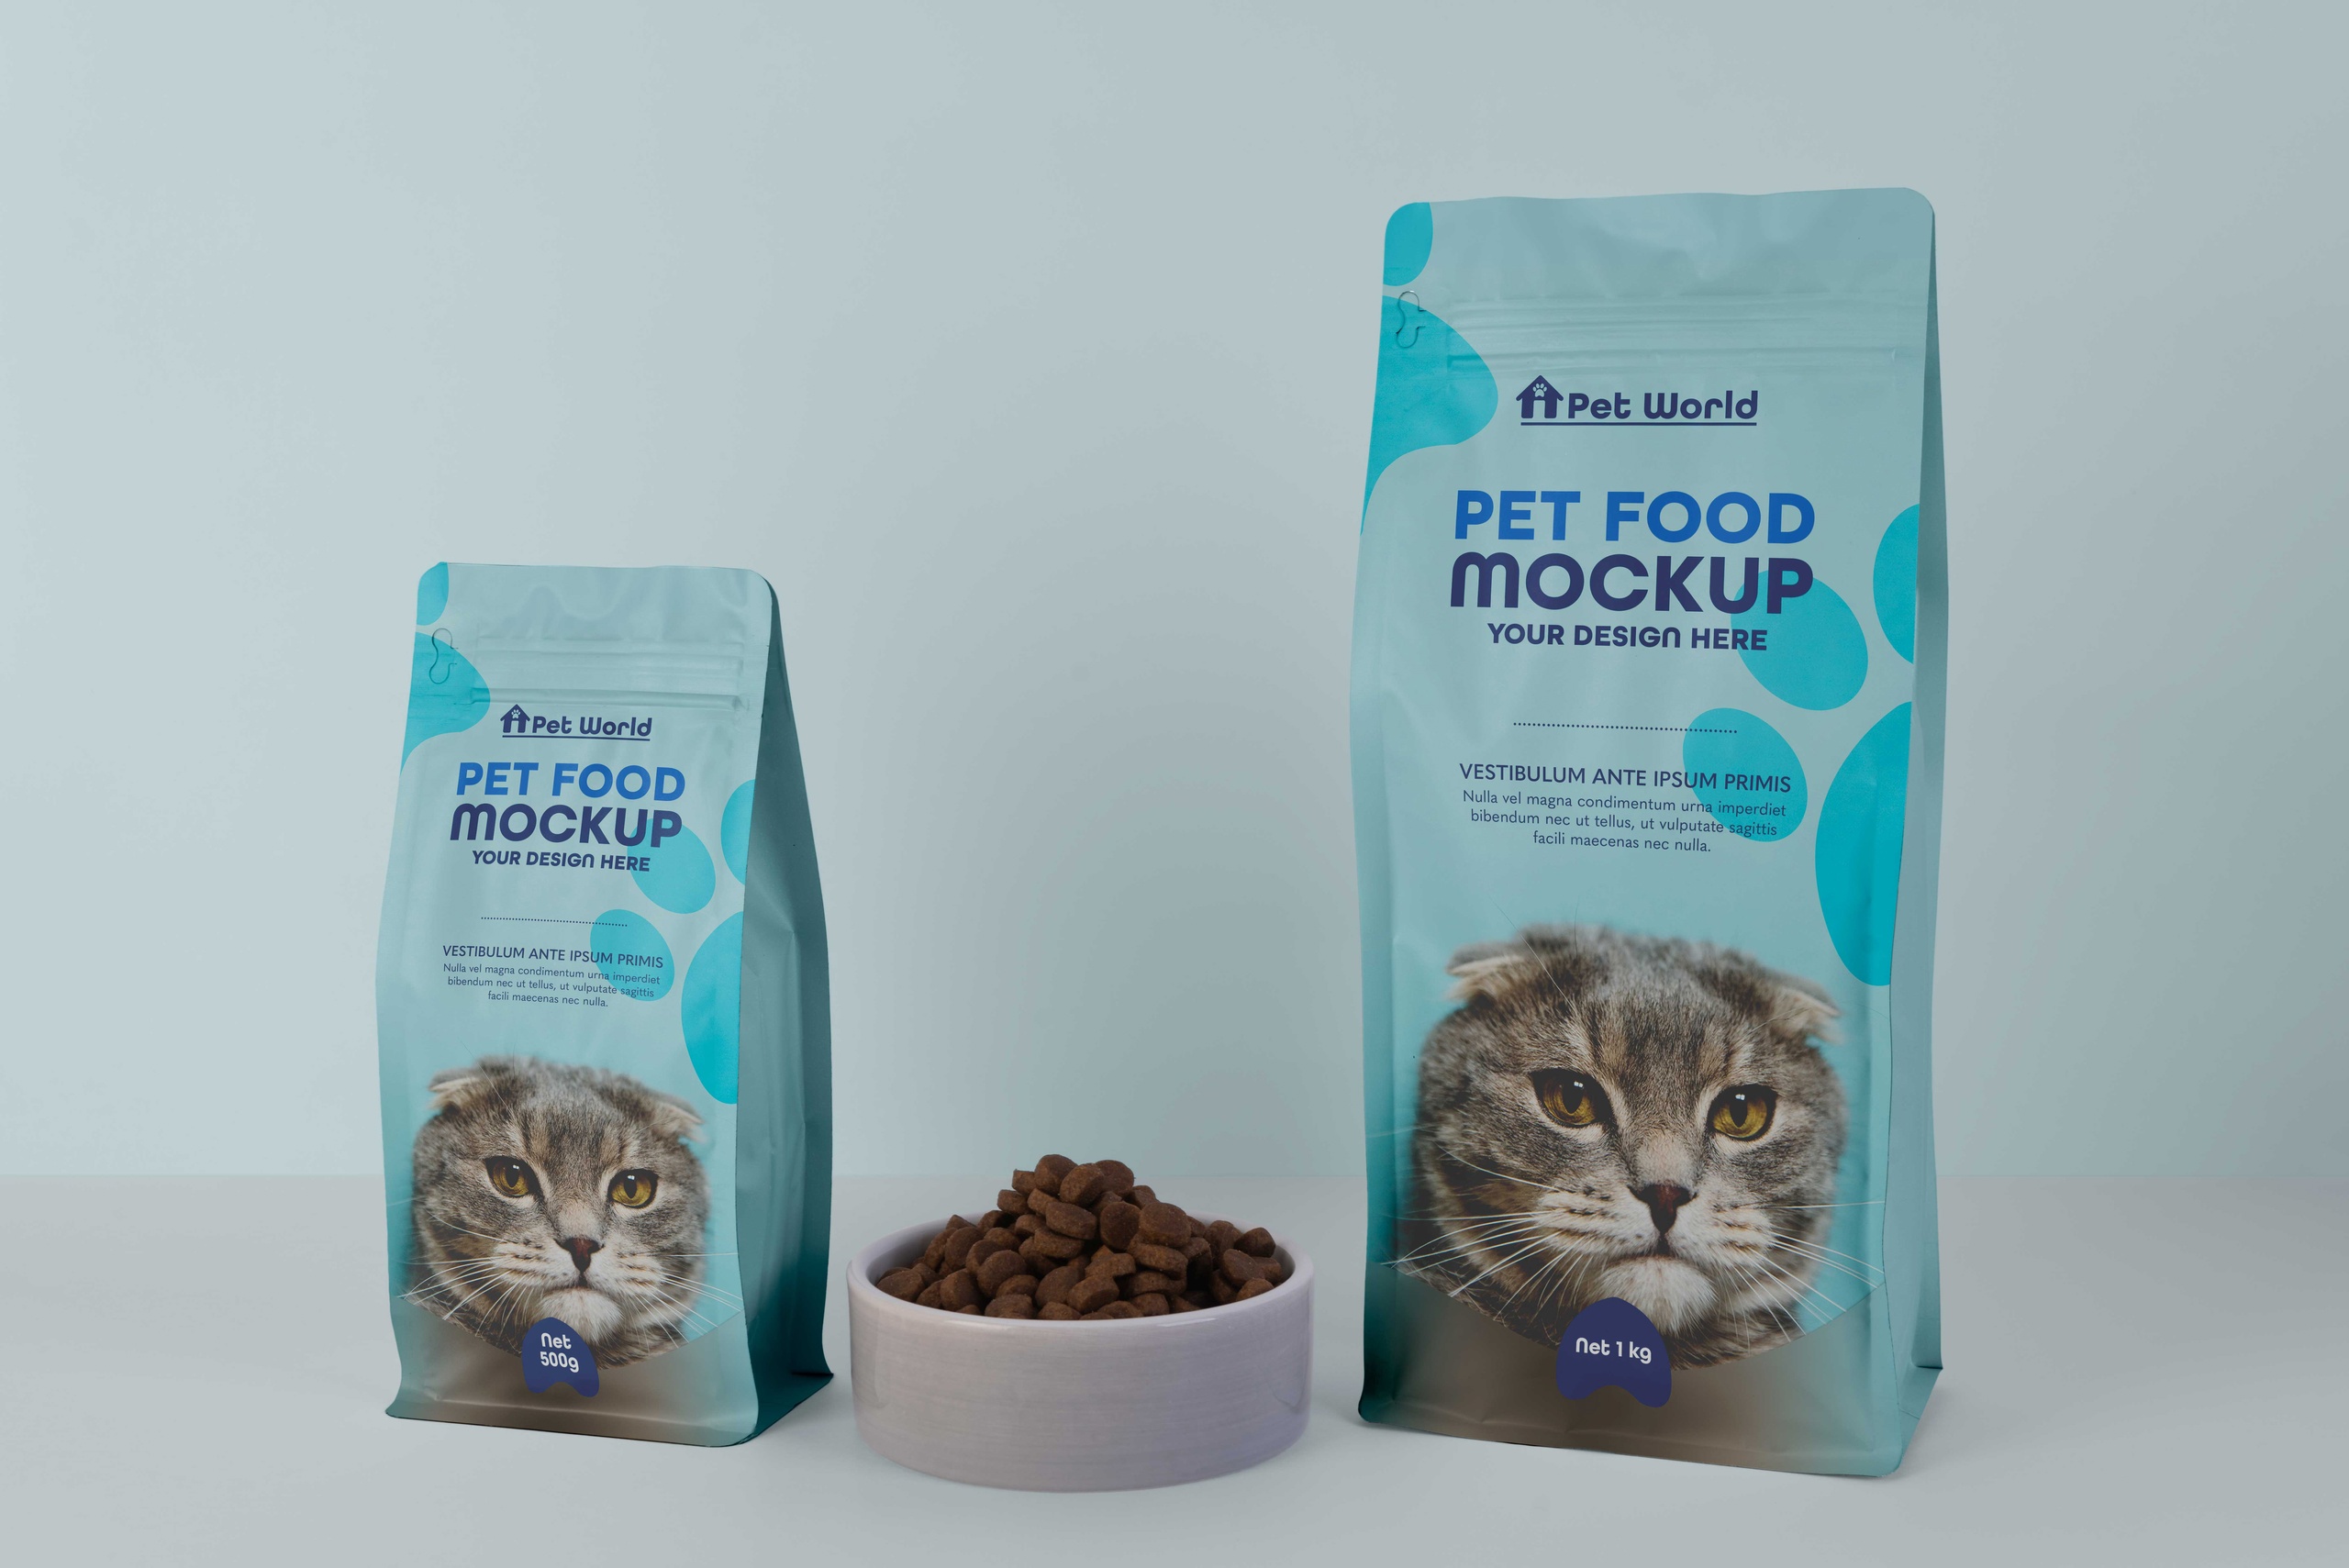 Pet World
PET FOOD
MOCKUP
YOUR DESIGN HERE
VESTIBULUM ANTE IPSUM PRIMIS
Nulla vel magna condimentum urna imperdiet
bibendum nec ut tellus, ut vulputate sagittis
facili maecenas nec nulla.
Net
500g
Pet World
PET FOOD
MOCKUP
YOUR DESIGN HERE
VESTIBULUM ANTE IPSUM PRIMIS
Nulla vel magna condimentum urna imperdiet
bibendum nec ut tellus, ut vulputate sagittis
facili maecenas nec nulla.
Net 1 kg